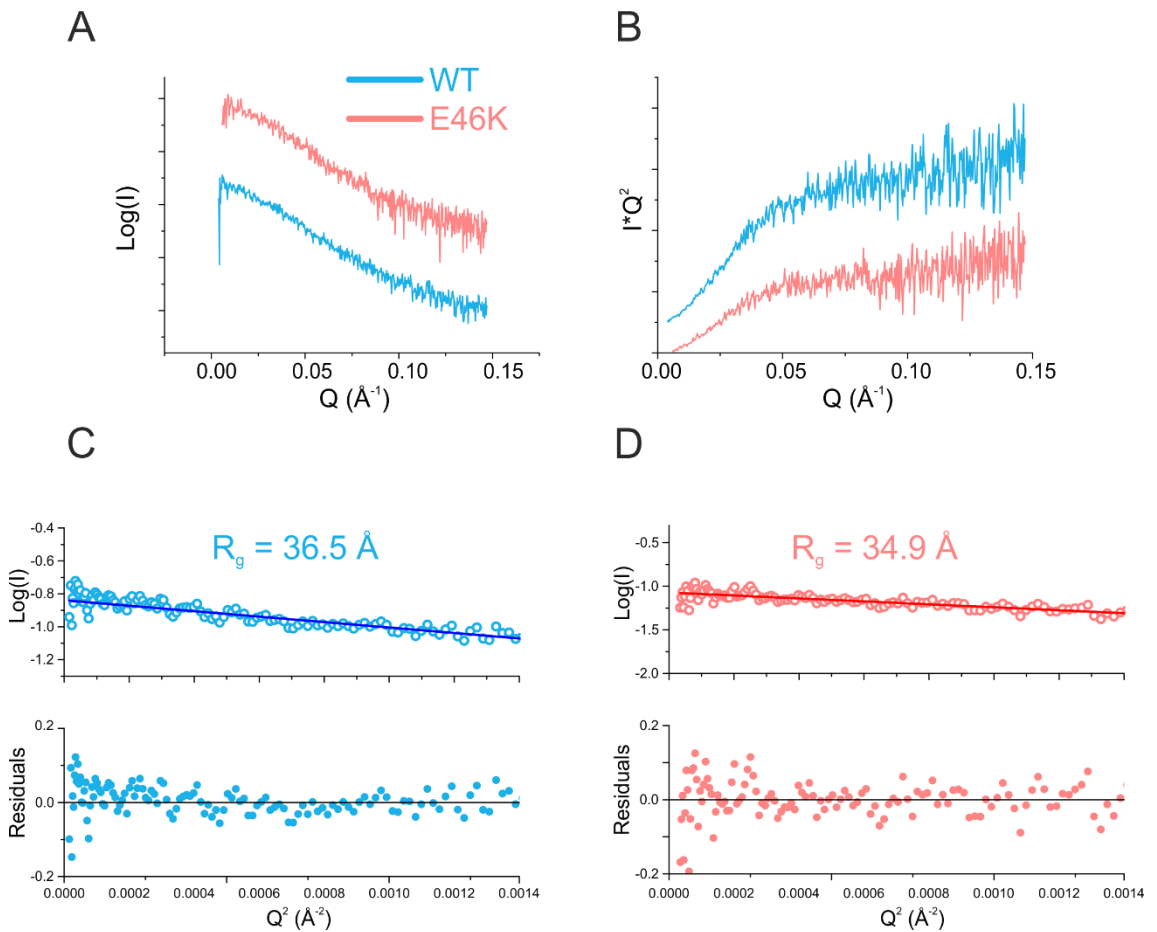 A
WT
E46K
Log(I)
0.00 0.05 0.10 0.15
Q (Å⁻¹)
B
I*Q²
0.00 0.05 0.10 0.15
Q (Å⁻¹)
C
Rg = 36.5 Å
-0.4
-0.6
-0.8
-1.0
-1.2
Log(I)
0.2
0.0
-0.2
Residuals
0.0000 0.0002 0.0004 0.0006 0.0008 0.0010 0.0012 0.0014
Q² (Å⁻²)
D
Rg = 34.9 Å
-0.5
-1.0
-1.5
-2.0
Log(I)
0.2
0.0
-0.2
Residuals
0.0000 0.0002 0.0004 0.0006 0.0008 0.0010 0.0012 0.0014
Q² (Å⁻²)